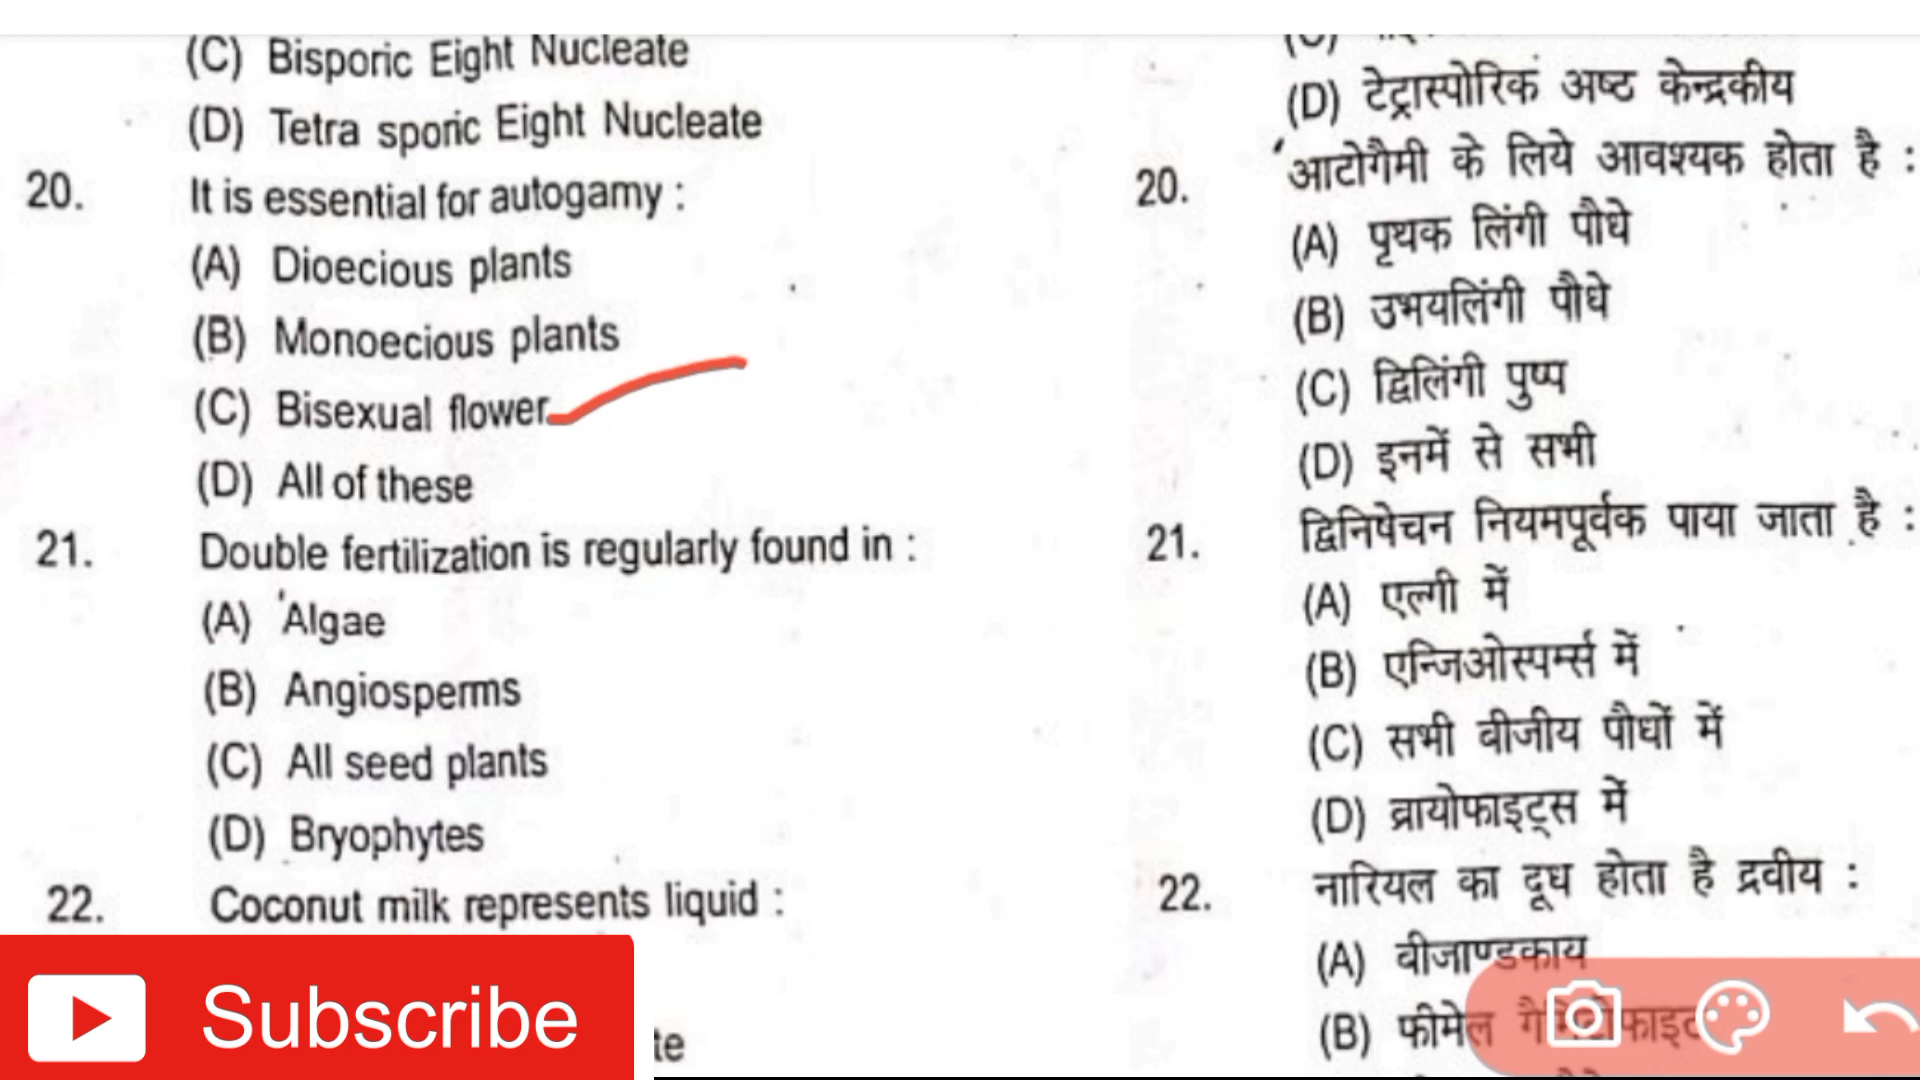 (C) Bisporic Eight Nucleate
(D) Tetra sporic Eight Nucleate
20. It is essential for autogamy :
(A) Dioecious plants
(B) Monoecious plants
(C) Bisexual flower
(D) All of these
21. Double fertilization is regularly found in :
(A) Algae
(B) Angiosperms
(C) All seed plants
(D) Bryophytes
22. Coconut milk represents liquid :
te
(D) टेट्रास्पोरिक अष्ट केन्द्रकीय
20. आटोगैमी के लिये आवश्यक होता है :
(A) पृथक लिंगी पौधे
(B) उभयलिंगी पौधे
(C) द्विलिंगी पुष्प
(D) इनमें से सभी
21. द्विनिषेचन नियमपूर्वक पाया जाता है :
(A) एल्गी में
(B) एन्जिओस्पर्म्स में
(C) सभी बीजीय पौधों में
(D) ब्रायोफाइट्स में
22. नारियल का दूध होता है द्रवीय :
(A) बीजाण्डकाय
(B) फीमेल
Subscribe